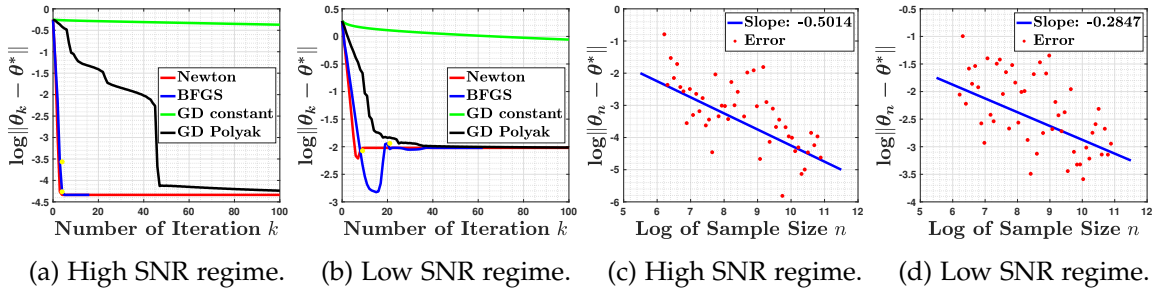 log||θ_k − θ*||
0
-0.5
-1
-1.5
-2
-2.5
-3
-3.5
-4
-4.5
0 20 40 60 80 100
Newton
BFGS
GD constant
GD Polyak
Number of Iteration k
log||θ_k − θ*||
0.5
0
-0.5
-1
-1.5
-2
-2.5
-3
0 20 40 60 80 100
Newton
BFGS
GD constant
GD Polyak
Number of Iteration k
log||θ_n − θ*||
0
-1
-2
-3
-4
-5
-6
5 6 7 8 9 10 11 12
Slope: -0.5014
Error
Log of Sample Size n
log||θ_n − θ*||
-0.5
-1
-1.5
-2
-2.5
-3
-3.5
-4
5 6 7 8 9 10 11 12
Slope: -0.2847
Error
Log of Sample Size n
(a) High SNR regime.
(b) Low SNR regime.
(c) High SNR regime.
(d) Low SNR regime.